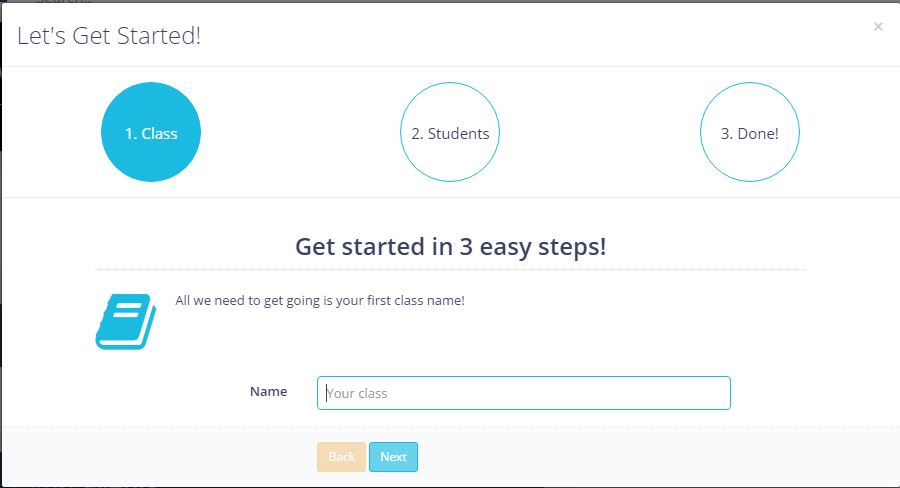 Let's Get Started!
×
1. Class
2. Students
3. Done!
Get started in 3 easy steps!
All we need to get going is your first class name!
Name
Your class
Back
Next